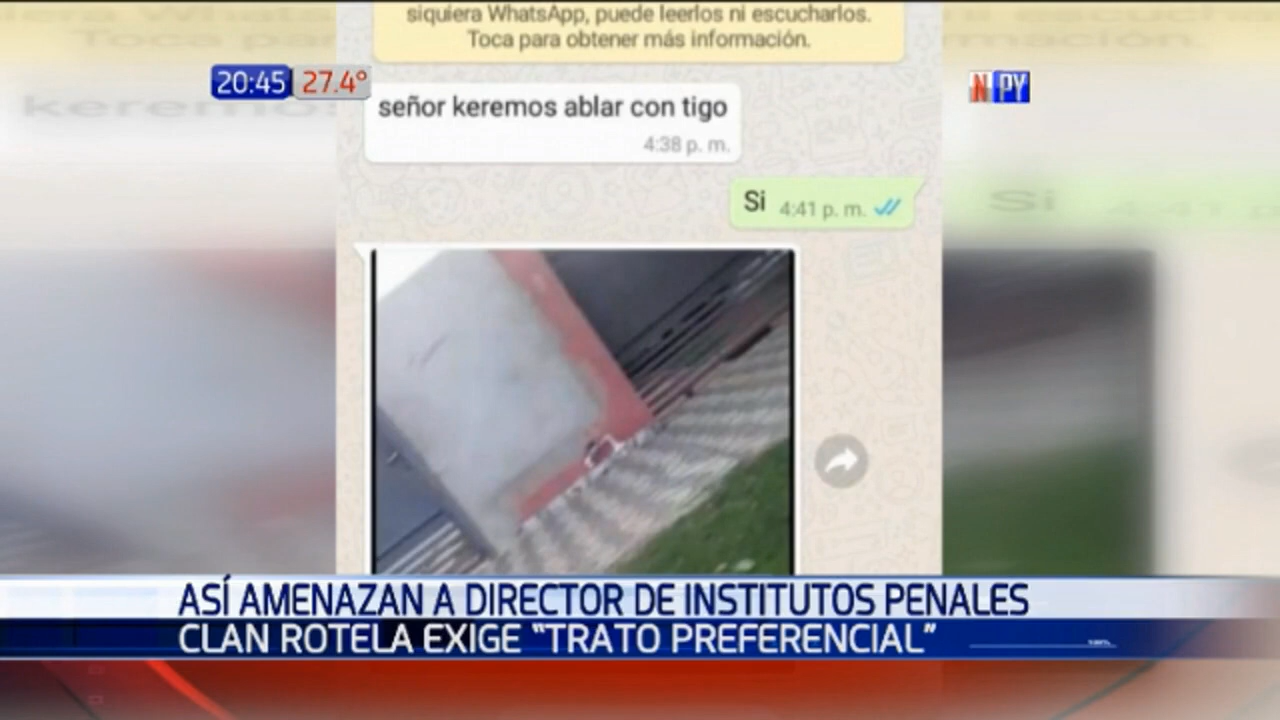 siquiera WhatsApp, puede leerlos ni escucharlos.
Toca para obtener más información.
20:45 27.4°
NPY
señor keremos ablar con tigo
4:38 p. m.
Si 4:41 p. m.
ASÍ AMENAZAN A DIRECTOR DE INSTITUTOS PENALES
CLAN ROTELA EXIGE "TRATO PREFERENCIAL"